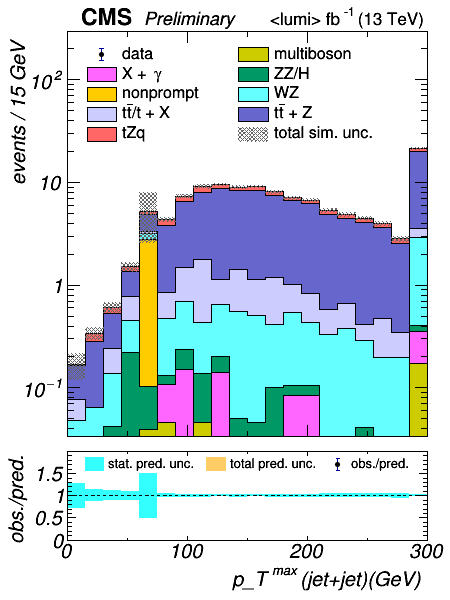 CMS Preliminary <lumi> fb⁻¹ (13 TeV)
events / 15 GeV
10²
10
1
10⁻¹
data
X + γ
nonprompt
tt̄/t + X
tZq
multiboson
ZZ/H
WZ
tt̄ + Z
total sim. unc.
obs./pred.
1.5
1
0.5
0
stat. pred. unc. total pred. unc. obs./pred.
0 100 200 300
p_T^max (jet+jet)(GeV)